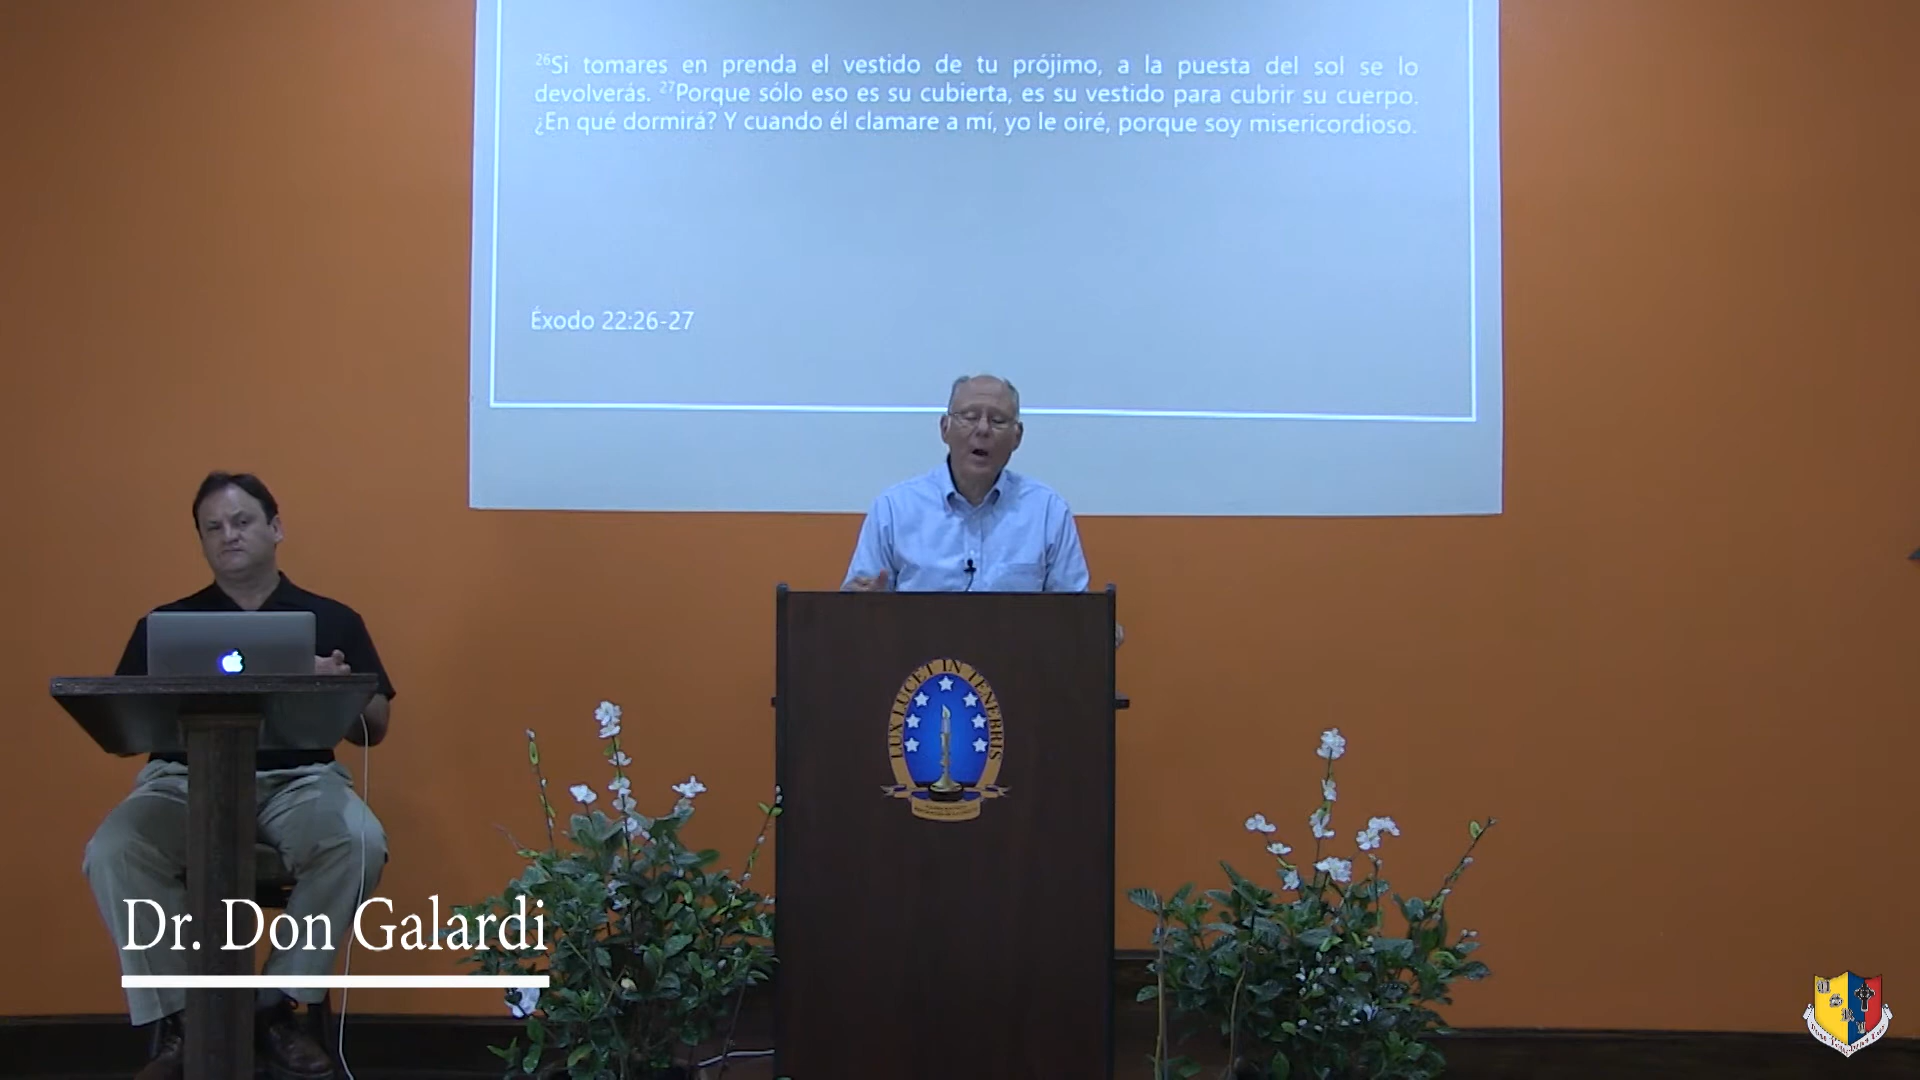 ²⁶Si tomares en prenda el vestido de tu prójimo, a la puesta del sol se lo
devolverás. ²⁷Porque sólo eso es su cubierta, es su vestido para cubrir su cuerpo.
¿En qué dormirá? Y cuando él clamare a mí, yo le oiré, porque soy misericordioso.
Éxodo 22:26-27
LUX LUCET IN TENEBRIS
Dr. Don Galardi